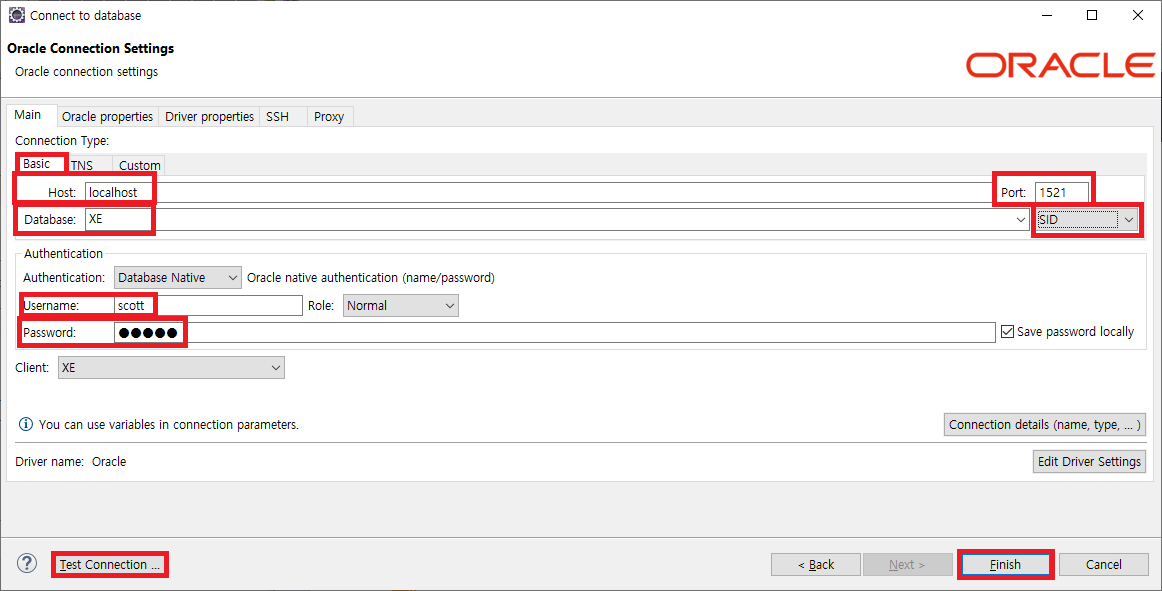 Connect to database
Oracle Connection Settings
Oracle connection settings
ORACLE
Main Oracle properties Driver properties SSH Proxy
Connection Type:
Basic TNS Custom
Host: localhost Port: 1521
Database: XE SID
Authentication
Authentication: Database Native Oracle native authentication (name/password)
Username: scott Role: Normal
Password: ●●●●● Save password locally
Client: XE
You can use variables in connection parameters. Connection details (name, type, ... )
Driver name: Oracle Edit Driver Settings
? Test Connection ... < Back Next > Finish Cancel